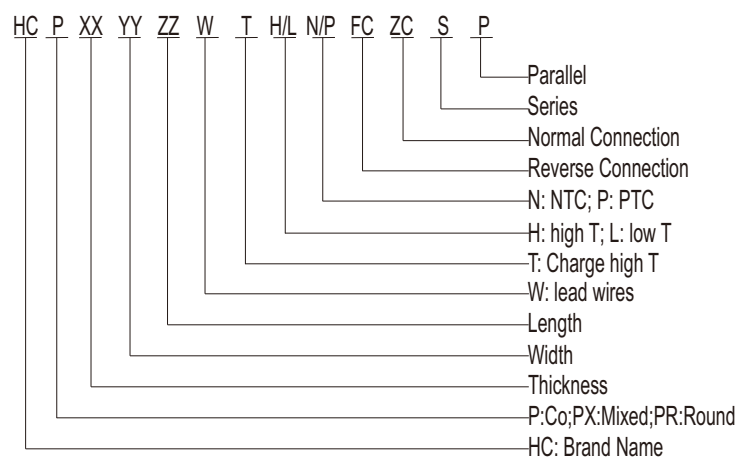 HC P XX YY ZZ W T H/L N/P FC ZC S P
Parallel
Series
Normal Connection
Reverse Connection
N: NTC; P: PTC
H: high T; L: low T
T: Charge high T
W: lead wires
Length
Width
Thickness
P:Co;PX:Mixed;PR:Round
HC: Brand Name